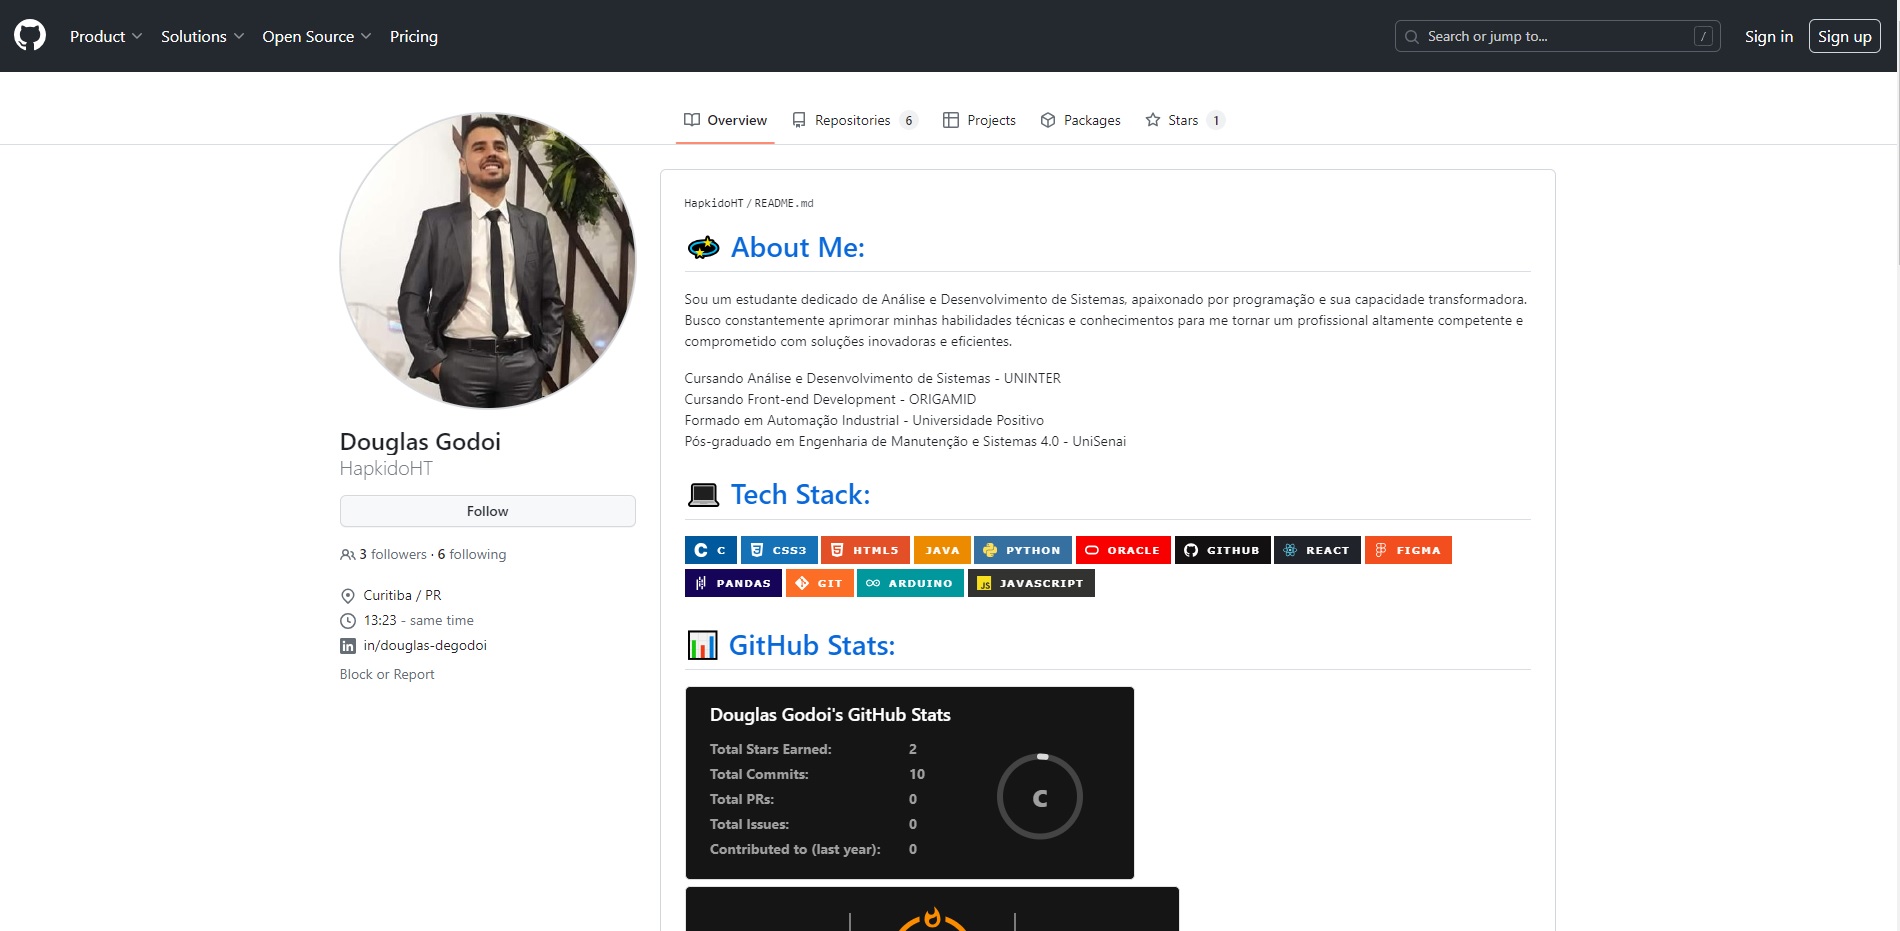 Product
Solutions
Open Source
Pricing
Search or jump to...
/
Sign in
Sign up
Overview
Repositories 6
Projects
Packages
Stars 1
Douglas Godoi
HapkidoHT
Follow
3 followers · 6 following
Curitiba / PR
13:23 - same time
in/douglas-degodoi
Block or Report
HapkidoHT / README.md
About Me:
Sou um estudante dedicado de Análise e Desenvolvimento de Sistemas, apaixonado por programação e sua capacidade transformadora.
Busco constantemente aprimorar minhas habilidades técnicas e conhecimentos para me tornar um profissional altamente competente e
comprometido com soluções inovadoras e eficientes.
Cursando Análise e Desenvolvimento de Sistemas - UNINTER
Cursando Front-end Development - ORIGAMID
Formado em Automação Industrial - Universidade Positivo
Pós-graduado em Engenharia de Manutenção e Sistemas 4.0 - UniSenai
Tech Stack:
C CSS3 HTML5 JAVA PYTHON ORACLE GITHUB REACT FIGMA
PANDAS GIT ARDUINO JAVASCRIPT
GitHub Stats:
Douglas Godoi's GitHub Stats
Total Stars Earned: 2
Total Commits: 10
Total PRs: 0
Total Issues: 0
Contributed to (last year): 0
C